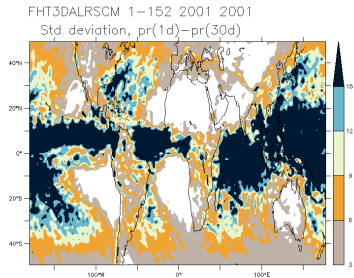 FHT3DALRSCM 1-152 2001 2001
Std deviation, pr(1d)-pr(30d)
40°N
20°N
0°
20°S
40°S
100°W
0°
100°E
15
12
9
6
3